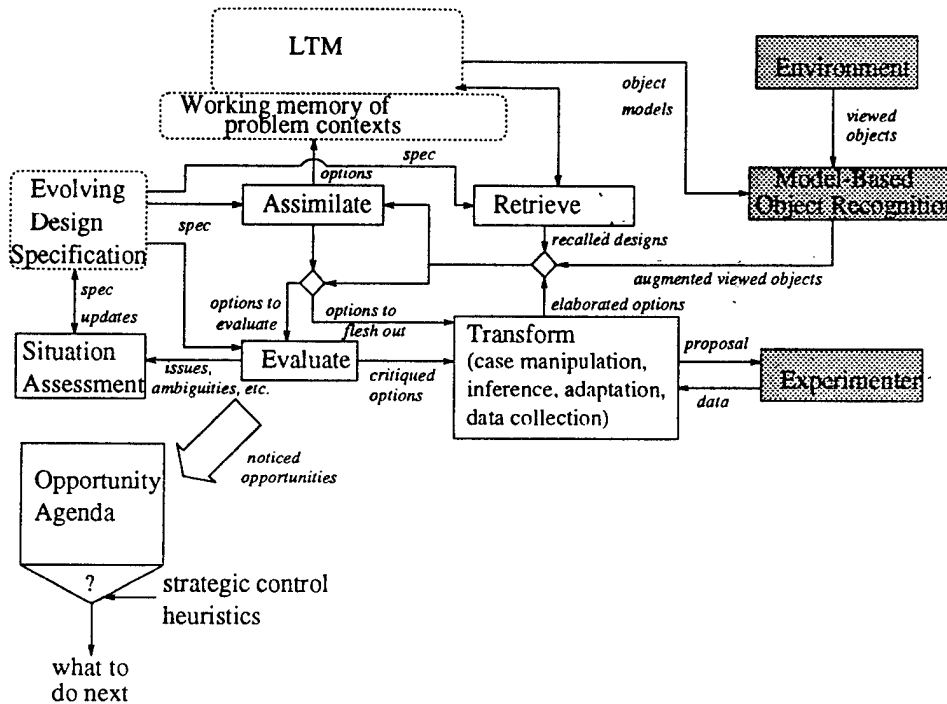 LTM
Working memory of
problem contexts
object
models
Environment
viewed
objects
Model-Based
Object Recognition
Evolving
Design
Specification
spec
options
Assimilate
Retrieve
spec
recalled designs
augmented viewed objects
elaborated options
spec
updates
options to
evaluate
options to
flesh out
Situation
Assessment
issues,
ambiguities, etc.
Evaluate
critiqued
options
Transform
(case manipulation,
inference, adaptation,
data collection)
proposal
data
Experimenter
noticed
opportunities
Opportunity
Agenda
?
strategic control
heuristics
what to
do next